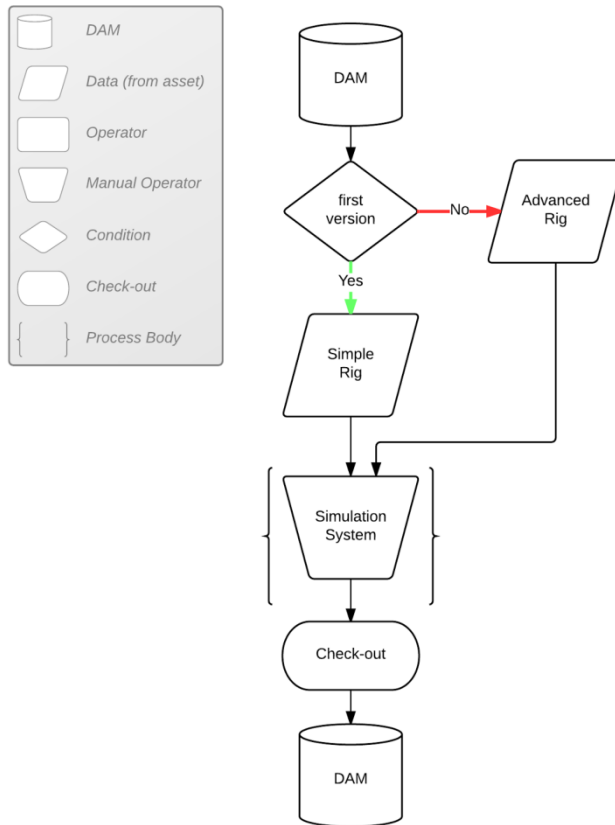 DAM
Data (from asset)
Operator
Manual Operator
Condition
Check-out
Process Body
DAM
first
version
No
Advanced
Rig
Yes
Simple
Rig
Simulation
System
Check-out
DAM